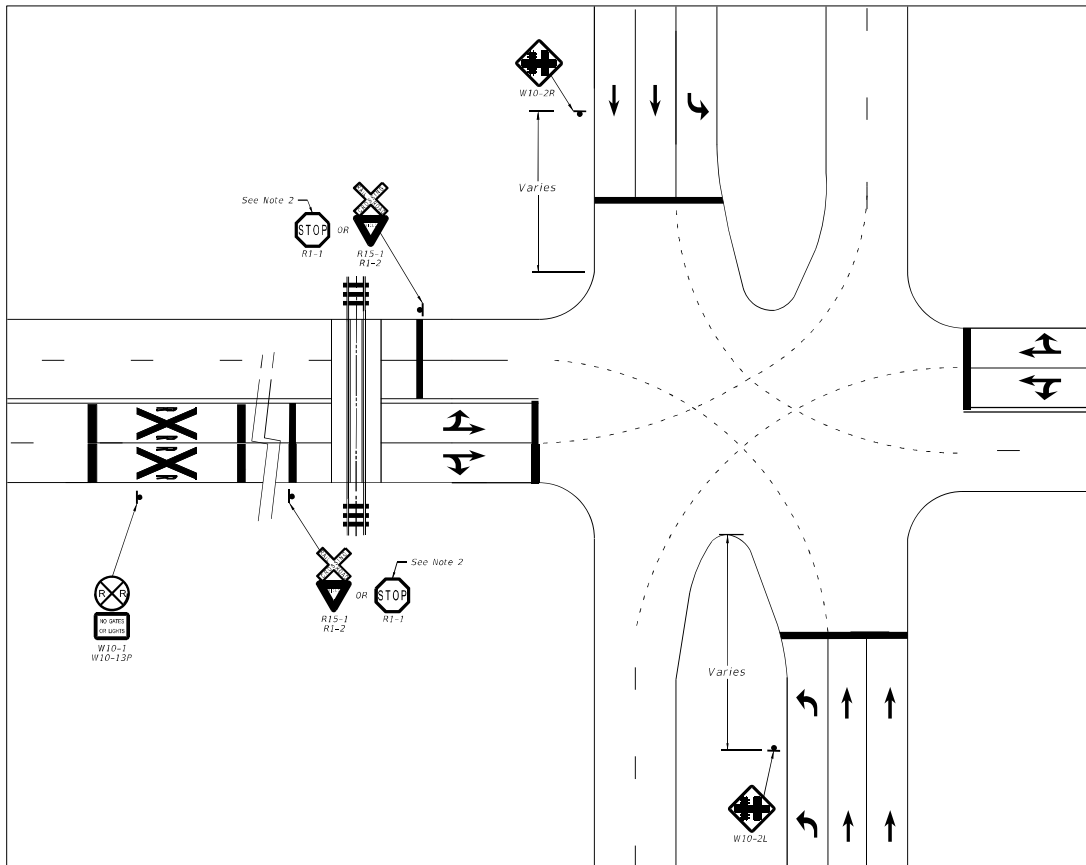 W10-2R
Varies
See Note 2
STOP
OR
R1-1
R15-1
R1-2
R R
NO GATES
OR LIGHTS
W10-1
W10-13P
See Note 2
OR
STOP
R15-1
R1-2
R1-1
Varies
W10-2L